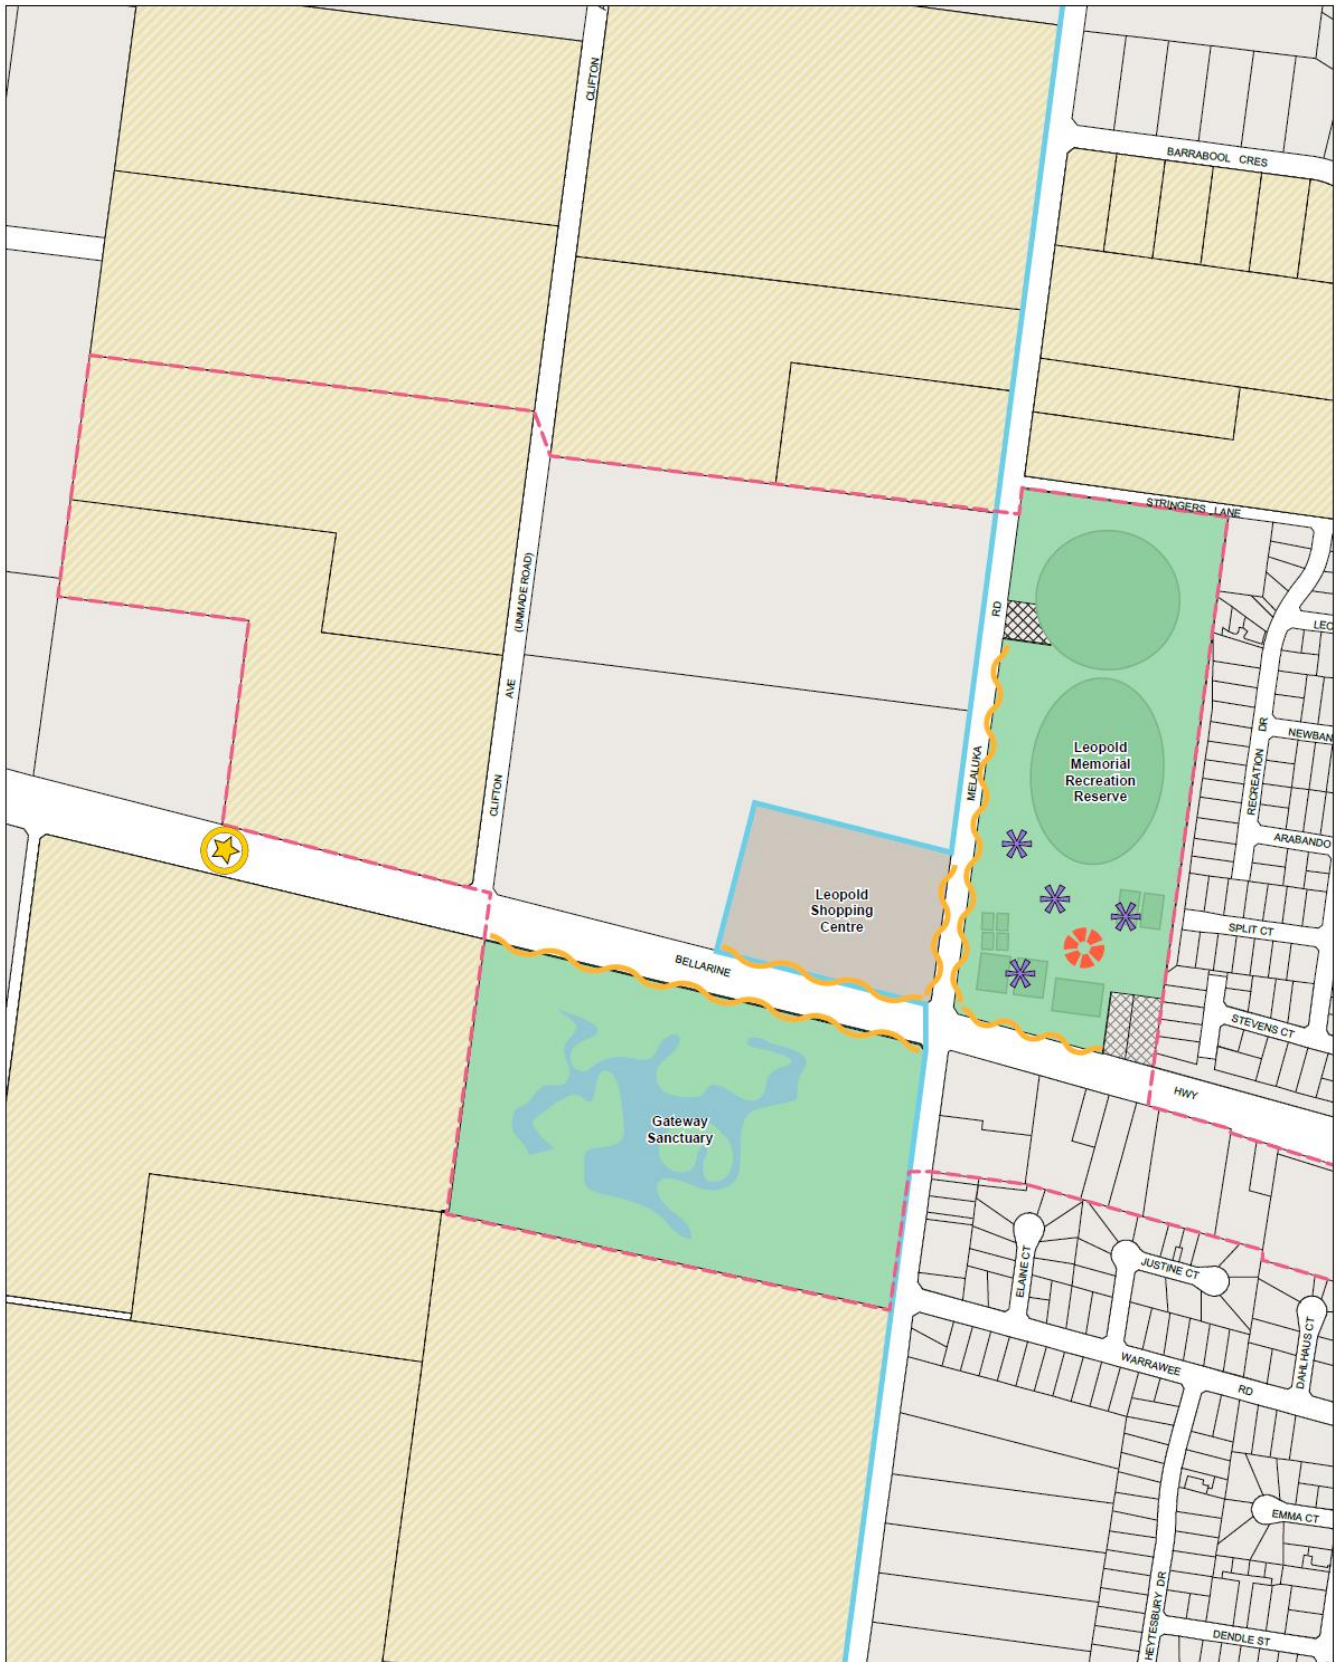 CLIFTON
BARRABOOL CRES
STRINGERS LANE
(UNMADE ROAD)
RD
AVE
CLIFTON
MELALUKA
Leopold
Memorial
Recreation
Reserve
RECREATION DR
NEWBAN
ARABANDO
Leopold
Shopping
Centre
SPLIT CT
BELLARINE
STEVENS CT
HWY
Gateway
Sanctuary
ELAINE CT
JUSTINE CT
DAHLHAUS CT
WARRAWEE RD
EMMA CT
HEYTESBURY DR
DENDLE ST